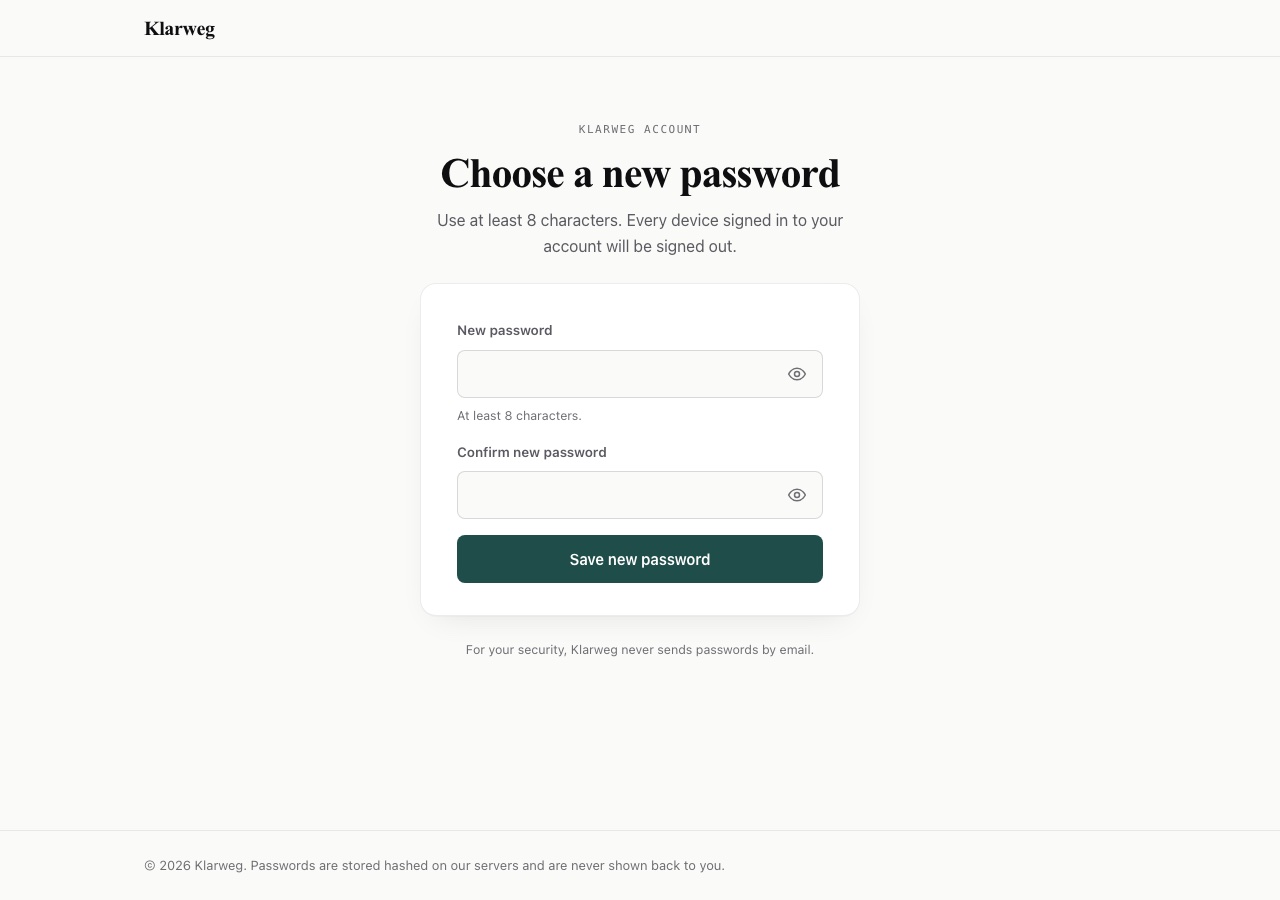 Klarweg
KLARWEG ACCOUNT
Choose a new password
Use at least 8 characters. Every device signed in to your
account will be signed out.
New password
At least 8 characters.
Confirm new password
Save new password
For your security, Klarweg never sends passwords by email.
© 2026 Klarweg. Passwords are stored hashed on our servers and are never shown back to you.